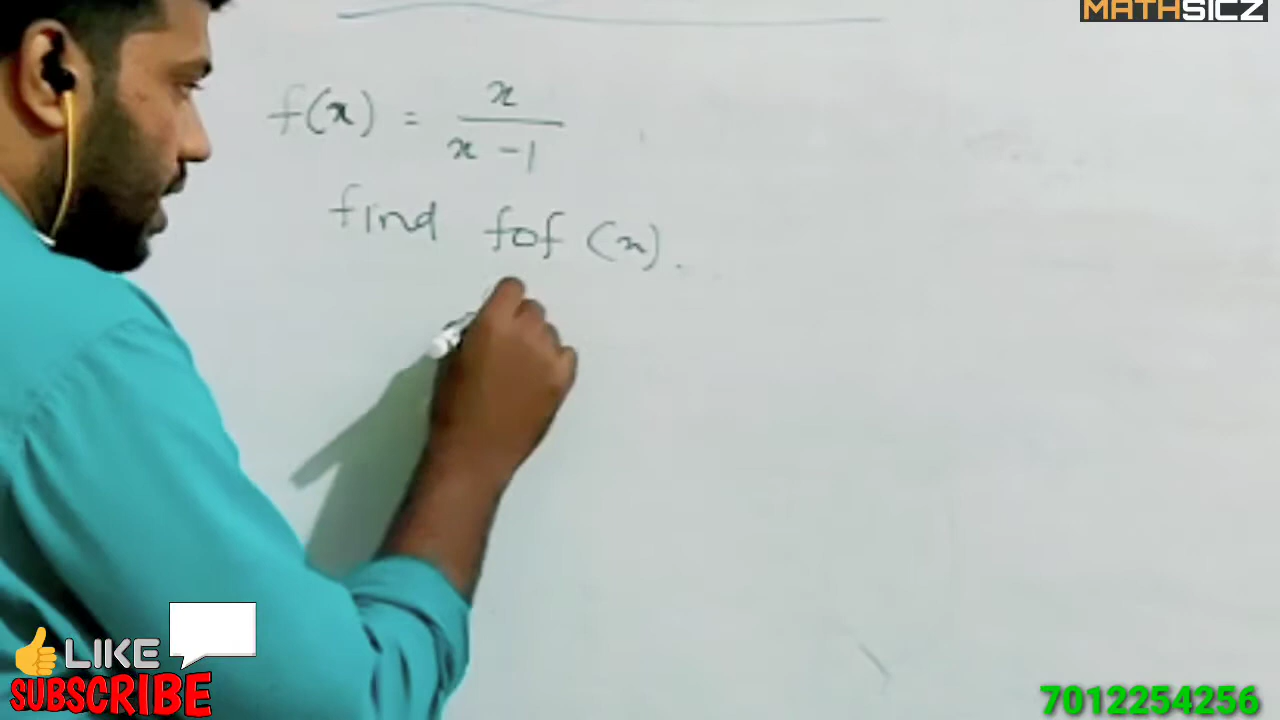 MATHSICZ
f(x) = x / x - 1
find fof (x).
LIKE
SUBSCRIBE
7012254256